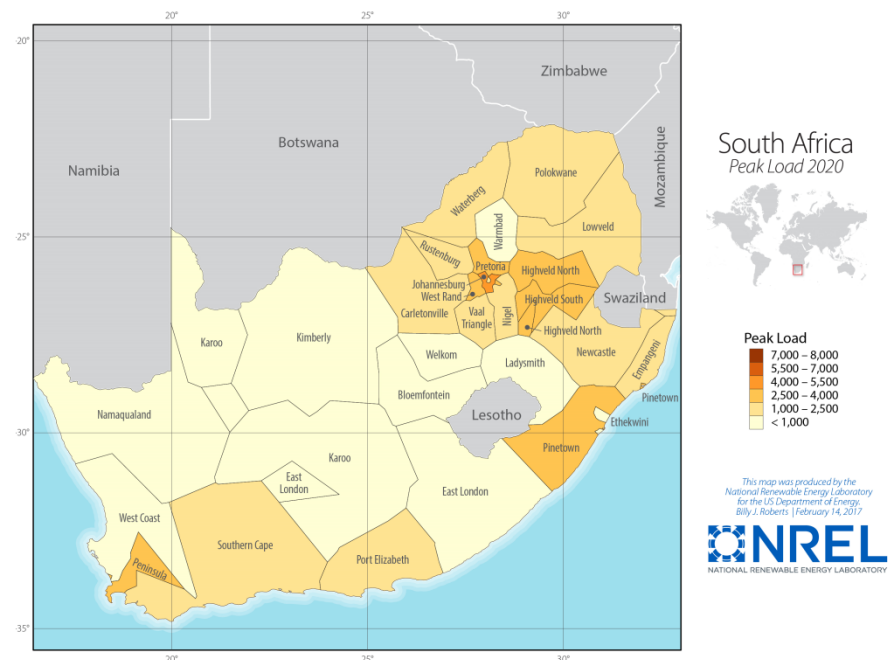 20°
25°
30°
20°
Zimbabwe
Botswana
Mozambique
Namibia
South Africa
Peak Load 2020
Polokwane
Waterberg
Warmbad
Lowveld
25°
Rustenburg
Pretoria
Highveld North
Johannesburg
West Rand
Highveld South
Swaziland
Carletonville
Vaal
Triangle
Nigel
Highveld North
Karoo
Kimberly
Welkom
Ladysmith
Newcastle
Empangeni
Peak Load
7,000 – 8,000
5,500 – 7,000
4,000 – 5,500
2,500 – 4,000
1,000 – 2,500
< 1,000
Bloemfontein
Pinetown
Namaqualand
Lesotho
Ethekwini
30°
Pinetown
Karoo
East
London
East London
West Coast
Southern Cape
Port Elizabeth
Peninsula
This map was produced by the
National Renewable Energy Laboratory
for the US Department of Energy.
Billy J. Roberts | February 14, 2017
NREL
NATIONAL RENEWABLE ENERGY LABORATORY
35°
20°
25°
30°